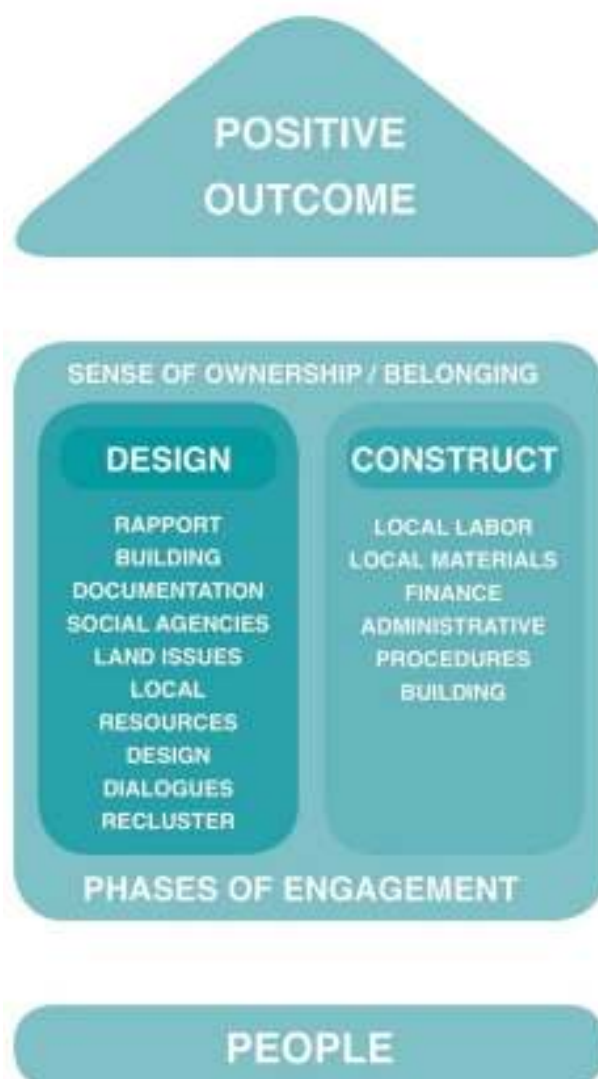 POSITIVE
OUTCOME
SENSE OF OWNERSHIP / BELONGING
DESIGN
RAPPORT
BUILDING
DOCUMENTATION
SOCIAL AGENCIES
LAND ISSUES
LOCAL
RESOURCES
DESIGN
DIALOGUES
RECLUSTER
CONSTRUCT
LOCAL LABOR
LOCAL MATERIALS
FINANCE
ADMINISTRATIVE
PROCEDURES
BUILDING
PHASES OF ENGAGEMENT
PEOPLE